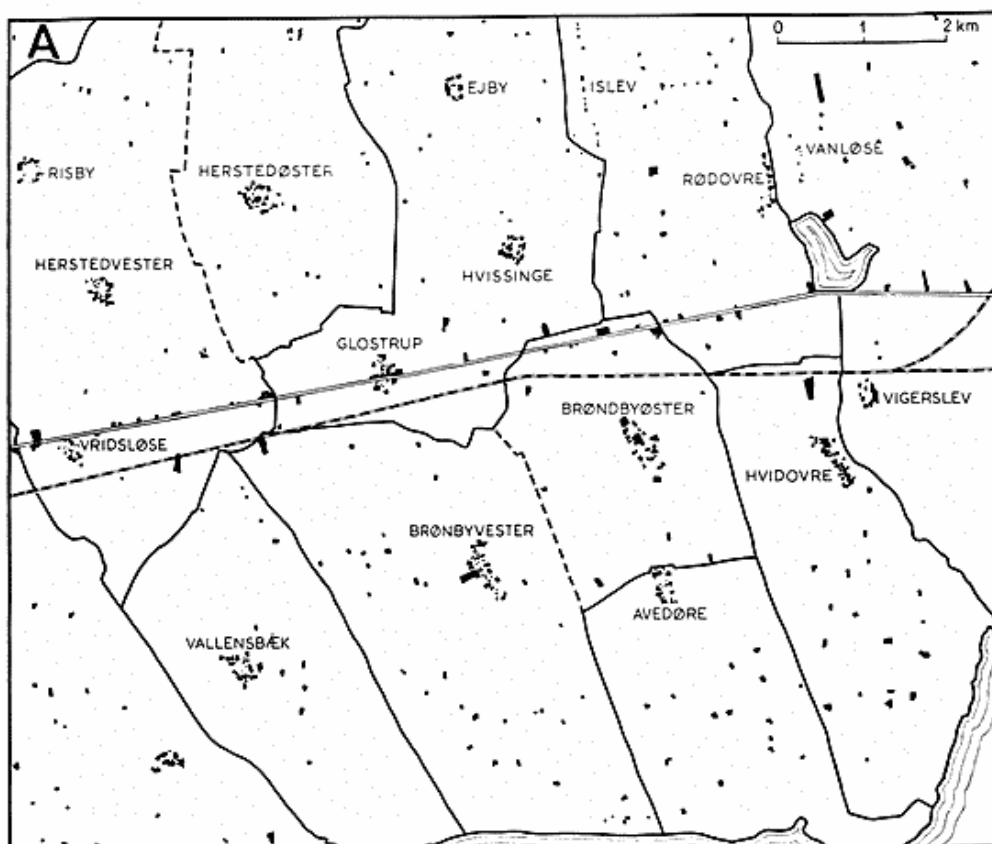 A
0 1 2 km
EJBY
ISLEV
VANLØSE
RISBY
HERSTEDØSTER
RØDOVRE
HERSTEDVESTER
HVISSINGE
GLOSTRUP
VIGERSLEV
BRØNDBYØSTER
VRIDSLØSE
HVIDOVRE
BRØNBYVESTER
AVEDØRE
VALLENSBÆK